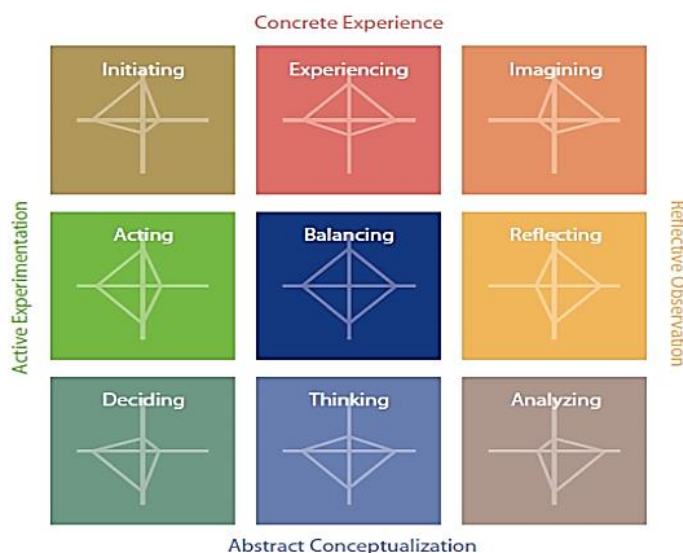 Concrete Experience
Initiating
Experiencing
Imagining
Active Experimentation
Acting
Balancing
Reflecting
Reflective Observation
Deciding
Thinking
Analyzing
Abstract Conceptualization